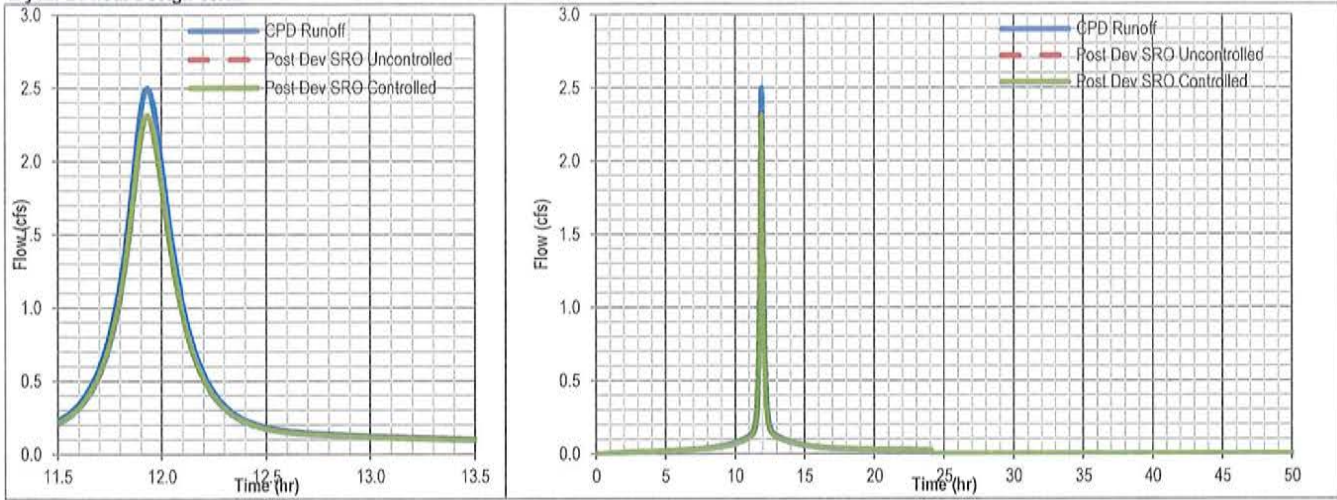 3.0
2.5
2.0
1.5
1.0
0.5
0.0
Flow (cfs)
11.5 12.0 12.5 13.0 13.5
Time (hr)
CPD Runoff
Post Dev SRO Uncontrolled
Post Dev SRO Controlled
3.0
2.5
2.0
1.5
1.0
0.5
0.0
Flow (cfs)
0 5 10 15 20 25 30 35 40 45 50
Time (hr)
CPD Runoff
Post Dev SRO Uncontrolled
Post Dev SRO Controlled